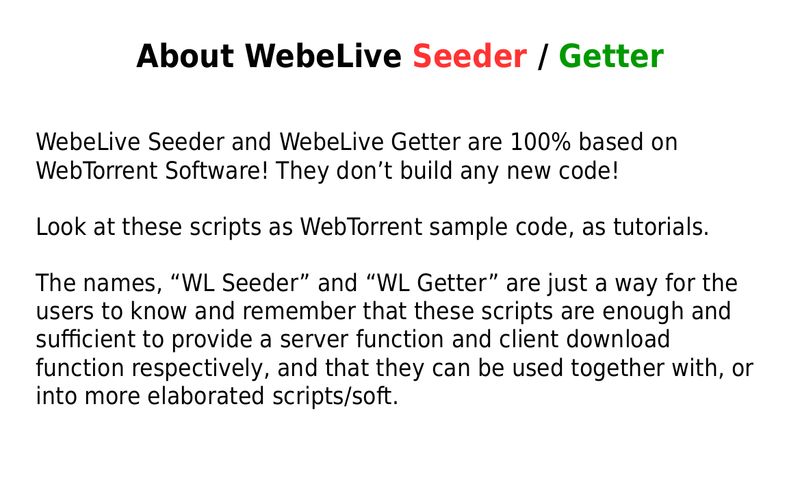 About WebeLive Seeder / Getter
WebeLive Seeder and WebeLive Getter are 100% based on
WebTorrent Software! They don’t build any new code!
Look at these scripts as WebTorrent sample code, as tutorials.
The names, “WL Seeder” and “WL Getter” are just a way for the
users to know and remember that these scripts are enough and
sufficient to provide a server function and client download
function respectively, and that they can be used together with, or
into more elaborated scripts/soft.